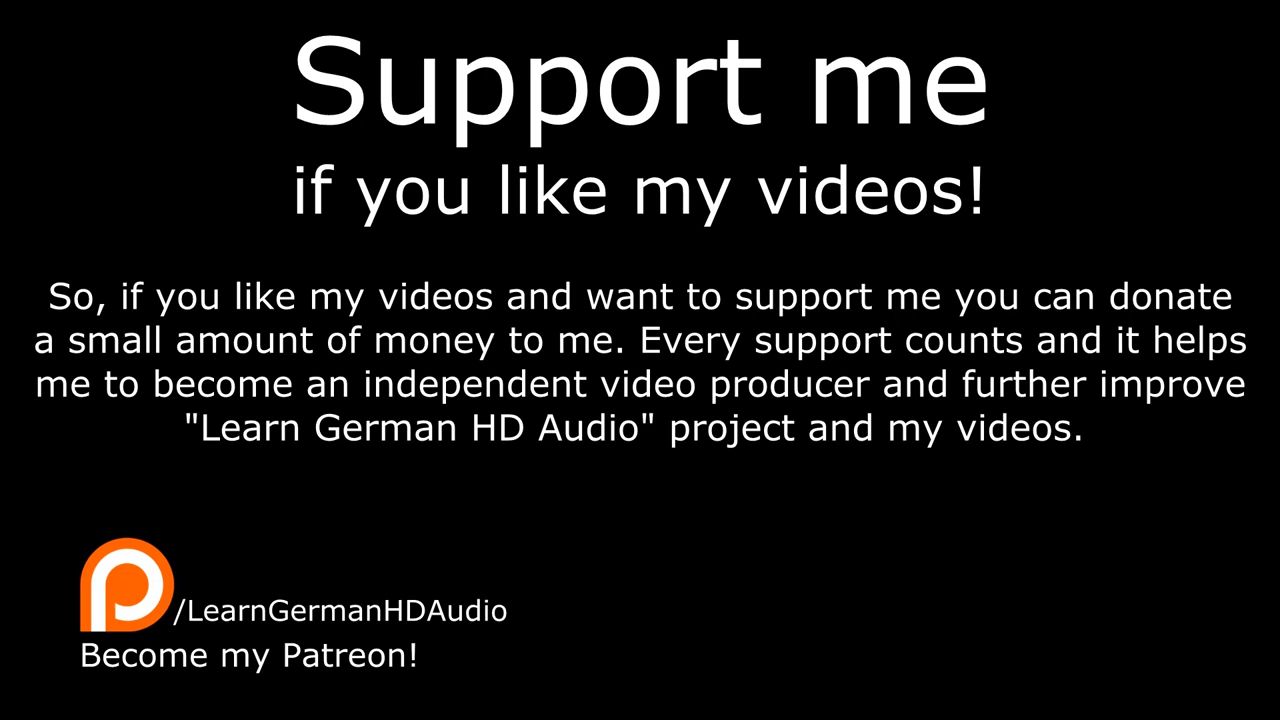 Support me
if you like my videos!
So, if you like my videos and want to support me you can donate
a small amount of money to me. Every support counts and it helps
me to become an independent video producer and further improve
"Learn German HD Audio" project and my videos.
/LearnGermanHDAudio
Become my Patreon!